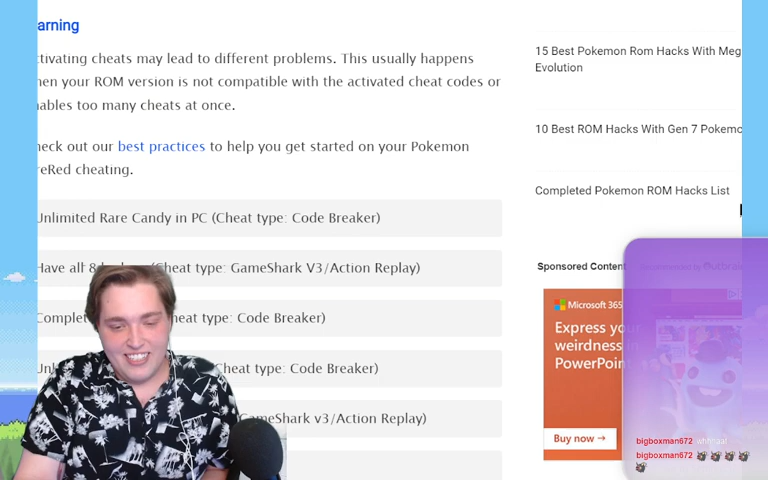 arning
ctivating cheats may lead to different problems. This usually happens
hen your ROM version is not compatible with the activated cheat codes or
ables too many cheats at once.
heck out our best practices to help you get started on your Pokemon
eRed cheating.
Unlimited Rare Candy in PC (Cheat type: Code Breaker)
Have all 8 (Cheat type: GameShark V3/Action Replay)
Complet heat type: Code Breaker)
Un Cheat type: Code Breaker)
GameShark v3/Action Replay)
15 Best Pokemon Rom Hacks With Meg
Evolution
10 Best ROM Hacks With Gen 7 Pokemo
Completed Pokemon ROM Hacks List
Sponsored Content
Microsoft 365
Express you
weirdness in
PowerPoint
Buy now →
bigboxman672 whhhaat
bigboxman672